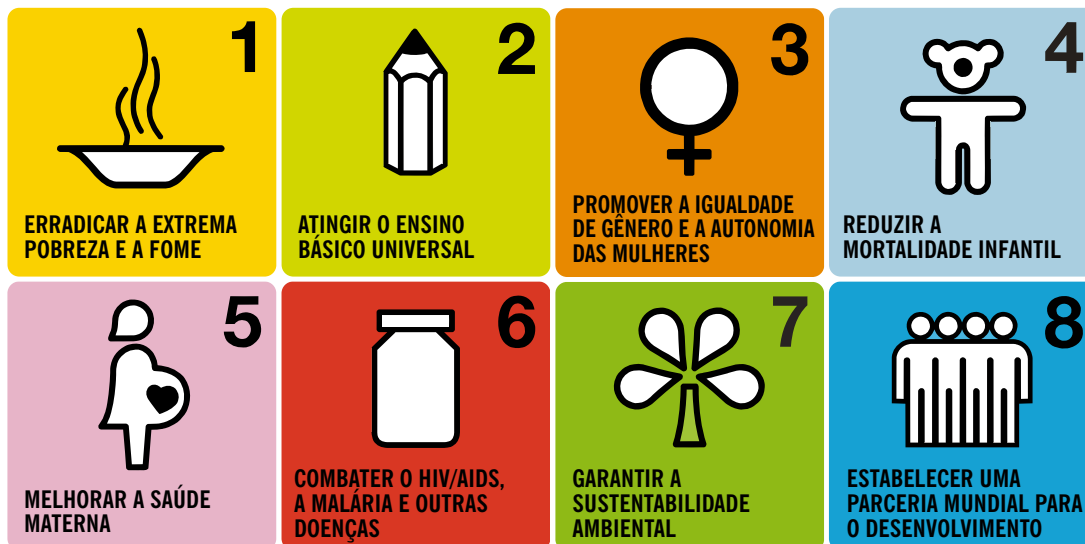 1
ERRADICAR A EXTREMA
POBREZA E A FOME
2
ATINGIR O ENSINO
BÁSICO UNIVERSAL
3
PROMOVER A IGUALDADE
DE GÊNERO E A AUTONOMIA
DAS MULHERES
4
REDUZIR A
MORTALIDADE INFANTIL
5
MELHORAR A SAÚDE
MATERNA
6
COMBATER O HIV/AIDS,
A MALÁRIA E OUTRAS
DOENÇAS
7
GARANTIR A
SUSTENTABILIDADE
AMBIENTAL
8
ESTABELECER UMA
PARCERIA MUNDIAL PARA
O DESENVOLVIMENTO